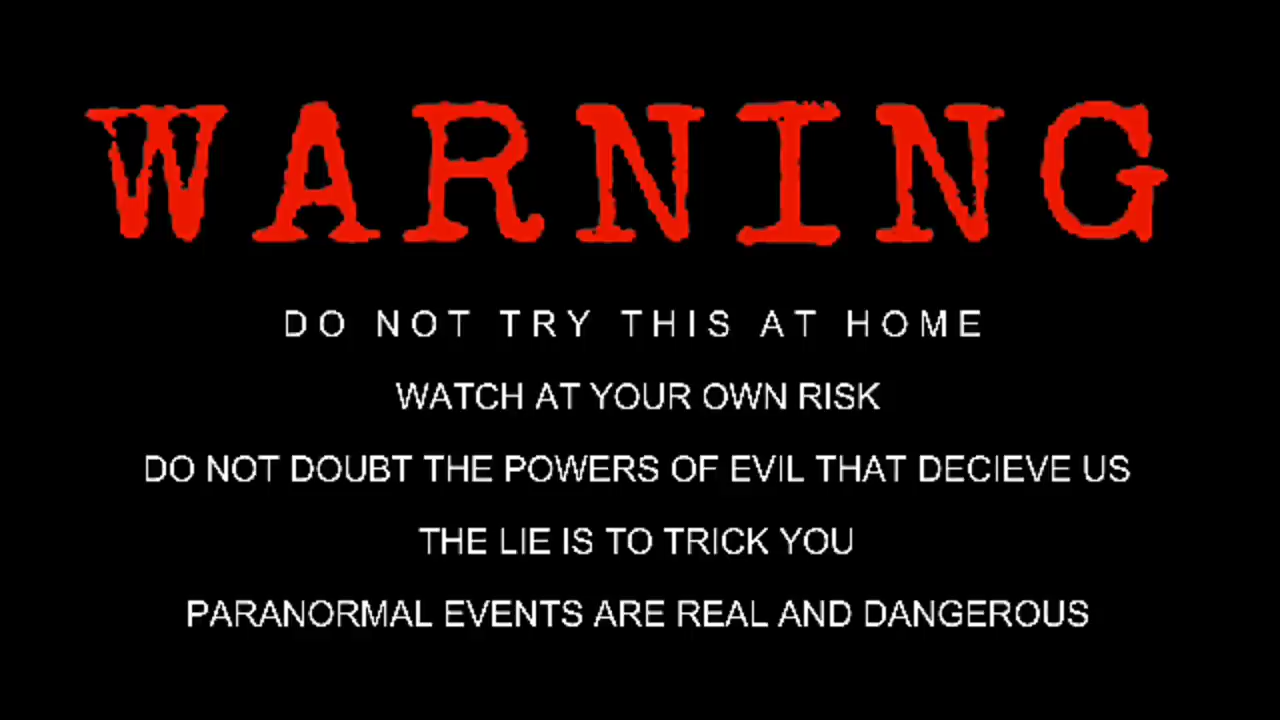 WARNING
DO NOT TRY THIS AT HOME
WATCH AT YOUR OWN RISK
DO NOT DOUBT THE POWERS OF EVIL THAT DECIEVE US
THE LIE IS TO TRICK YOU
PARANORMAL EVENTS ARE REAL AND DANGEROUS